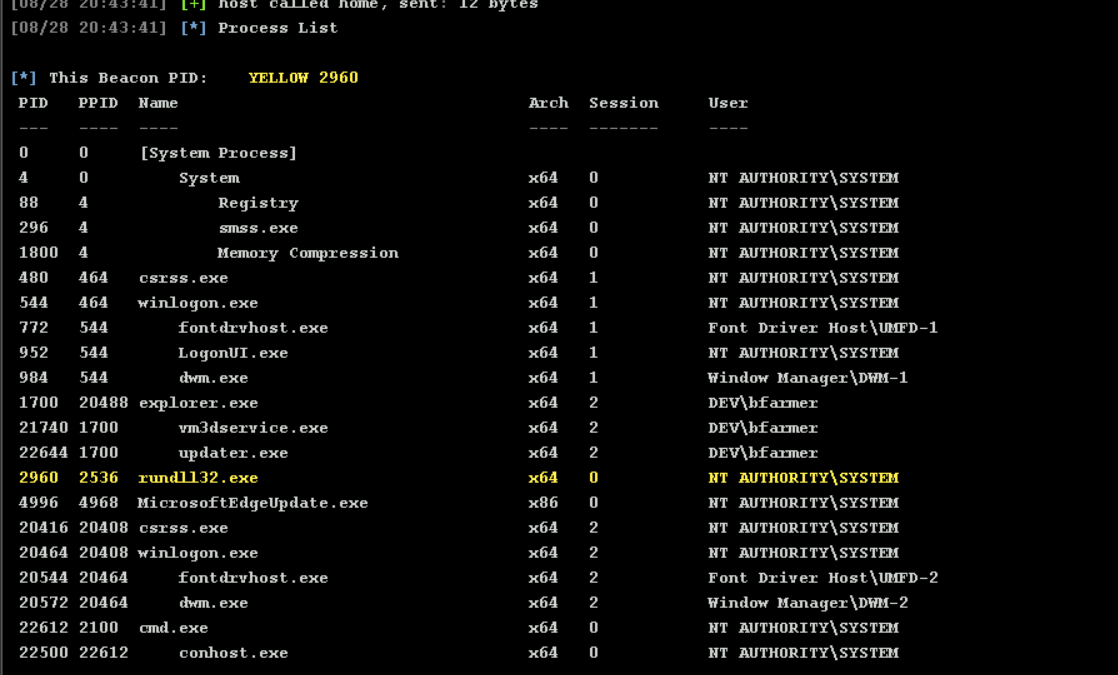 [08/28 20:43:41] [+] host called home, sent: 12 bytes
[08/28 20:43:41] [*] Process List
[*] This Beacon PID: YELLOW 2960
PID PPID Name Arch Session User
--- ---- ---- ---- ------- ----
0 0 [System Process]
4 0 System x64 0 NT AUTHORITY\SYSTEM
88 4 Registry x64 0 NT AUTHORITY\SYSTEM
296 4 smss.exe x64 0 NT AUTHORITY\SYSTEM
1800 4 Memory Compression x64 0 NT AUTHORITY\SYSTEM
480 464 csrss.exe x64 1 NT AUTHORITY\SYSTEM
544 464 winlogon.exe x64 1 NT AUTHORITY\SYSTEM
772 544 fontdrvhost.exe x64 1 Font Driver Host\UMFD-1
952 544 LogonUI.exe x64 1 NT AUTHORITY\SYSTEM
984 544 dwm.exe x64 1 Window Manager\DWM-1
1700 20488 explorer.exe x64 2 DEV\bfarmer
21740 1700 vm3dservice.exe x64 2 DEV\bfarmer
22644 1700 updater.exe x64 2 DEV\bfarmer
2960 2536 rundll32.exe x64 0 NT AUTHORITY\SYSTEM
4996 4968 MicrosoftEdgeUpdate.exe x86 0 NT AUTHORITY\SYSTEM
20416 20408 csrss.exe x64 2 NT AUTHORITY\SYSTEM
20464 20408 winlogon.exe x64 2 NT AUTHORITY\SYSTEM
20544 20464 fontdrvhost.exe x64 2 Font Driver Host\UMFD-2
20572 20464 dwm.exe x64 2 Window Manager\DWM-2
22612 2100 cmd.exe x64 0 NT AUTHORITY\SYSTEM
22500 22612 conhost.exe x64 0 NT AUTHORITY\SYSTEM